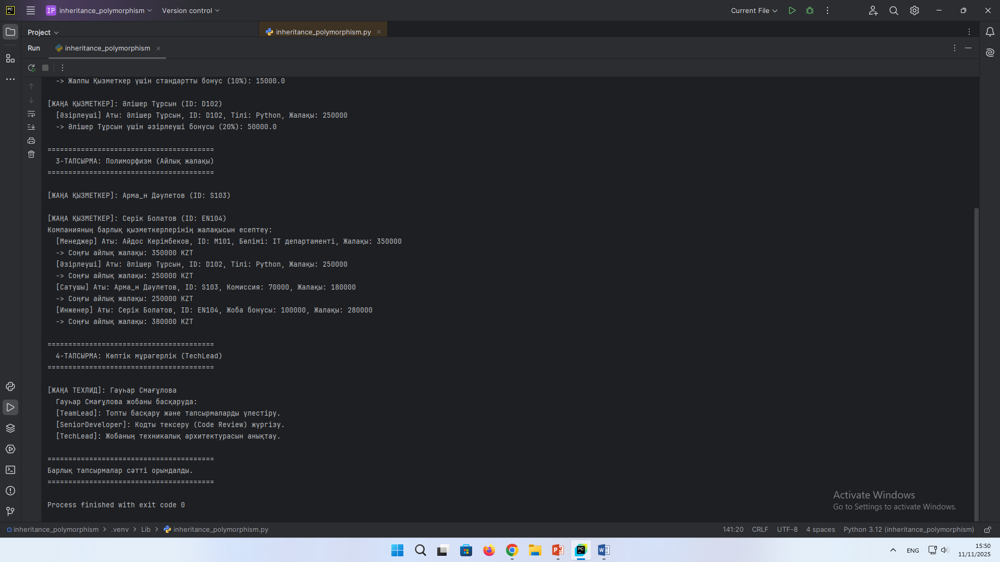 PC
IP inheritance_polymorphism Version control Current File
Project inheritance_polymorphism.py
Run inheritance_polymorphism
-> Жалпы Қызметкер үшін стандартты бонус (10%): 15000.0
[ЖАҢА ҚЫЗМЕТКЕР]: Әлішер Тұрсын (ID: D102)
[Әзірлеуші] Аты: Әлішер Тұрсын, ID: D102, Тілі: Python, Жалақы: 250000
-> Әлішер Тұрсын үшін әзірлеуші бонусы (20%): 50000.0
========================================
3-ТАПСЫРМА: Полиморфизм (Айлық жалақы)
========================================
[ЖАҢА ҚЫЗМЕТКЕР]: Арма_н Дәулетов (ID: S103)
[ЖАҢА ҚЫЗМЕТКЕР]: Серік Болатов (ID: EN104)
Компанияның барлық қызметкерлерінің жалақысын есептеу:
[Менеджер] Аты: Айдос Керімбеков, ID: M101, Бөлімі: IT департаменті, Жалақы: 350000
-> Соңғы айлық жалақы: 350000 KZT
[Әзірлеуші] Аты: Әлішер Тұрсын, ID: D102, Тілі: Python, Жалақы: 250000
-> Соңғы айлық жалақы: 250000 KZT
[Сатушы] Аты: Арма_н Дәулетов, ID: S103, Комиссия: 70000, Жалақы: 180000
-> Соңғы айлық жалақы: 250000 KZT
[Инженер] Аты: Серік Болатов, ID: EN104, Жоба бонусы: 100000, Жалақы: 280000
-> Соңғы айлық жалақы: 380000 KZT
========================================
4-ТАПСЫРМА: Көптік мұрагерлік (TechLead)
========================================
[ЖАҢА ТЕХЛИД]: Гауһар Смағұлова
Гауһар Смағұлова жобаны басқаруда:
[TeamLead]: Топты басқару және тапсырмаларды үлестіру.
[SeniorDeveloper]: Кодты тексеру (Code Review) жүргізу.
[TechLead]: Жобаның техникалық архитектурасын анықтау.
========================================
Барлық тапсырмалар сәтті орындалды.
========================================
Process finished with exit code 0
Activate Windows
Go to Settings to activate Windows.
inheritance_polymorphism > .venv > Lib > inheritance_polymorphism.py 141:20 CRLF UTF-8 4 spaces Python 3.12 (inheritance_polymorphism)
P PC W ENG 15:50
11/11/2025